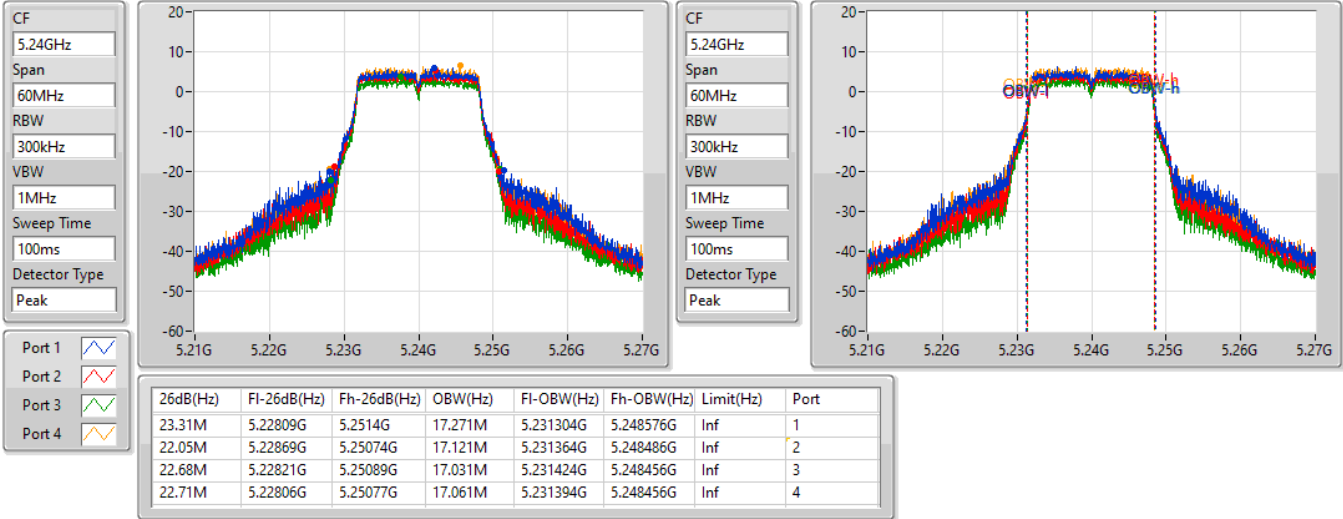 CF
5.24GHz
Span
60MHz
RBW
300kHz
VBW
1MHz
Sweep Time
100ms
Detector Type
Peak
20
10
0
-10
-20
-30
-40
-50
-60
5.21G 5.22G 5.23G 5.24G 5.25G 5.26G 5.27G
CF
5.24GHz
Span
60MHz
RBW
300kHz
VBW
1MHz
Sweep Time
100ms
Detector Type
Peak
20
10
0
-10
-20
-30
-40
-50
-60
OBW-l
OBW-h
5.21G 5.22G 5.23G 5.24G 5.25G 5.26G 5.27G
Port 1
Port 2
Port 3
Port 4
26dB(Hz) Fl-26dB(Hz) Fh-26dB(Hz) OBW(Hz) Fl-OBW(Hz) Fh-OBW(Hz) Limit(Hz) Port
23.31M 5.22809G 5.2514G 17.271M 5.231304G 5.248576G Inf 1
22.05M 5.22869G 5.25074G 17.121M 5.231364G 5.248486G Inf 2
22.68M 5.22821G 5.25089G 17.031M 5.231424G 5.248456G Inf 3
22.71M 5.22806G 5.25077G 17.061M 5.231394G 5.248456G Inf 4